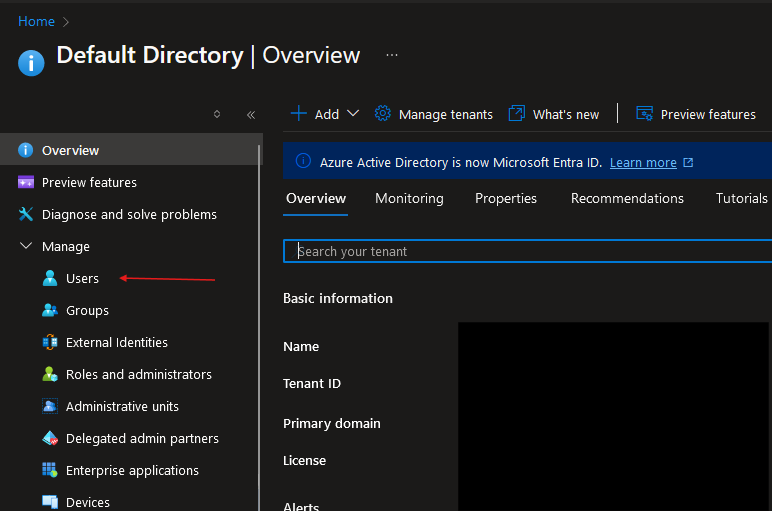 Home
Default Directory | Overview
Add
Manage tenants
What's new
Preview features
Overview
Preview features
Diagnose and solve problems
Manage
Users
Groups
External Identities
Roles and administrators
Administrative units
Delegated admin partners
Enterprise applications
Devices
Azure Active Directory is now Microsoft Entra ID. Learn more
Overview
Monitoring
Properties
Recommendations
Tutorials
Search your tenant
Basic information
Name
Tenant ID
Primary domain
License
Alerts